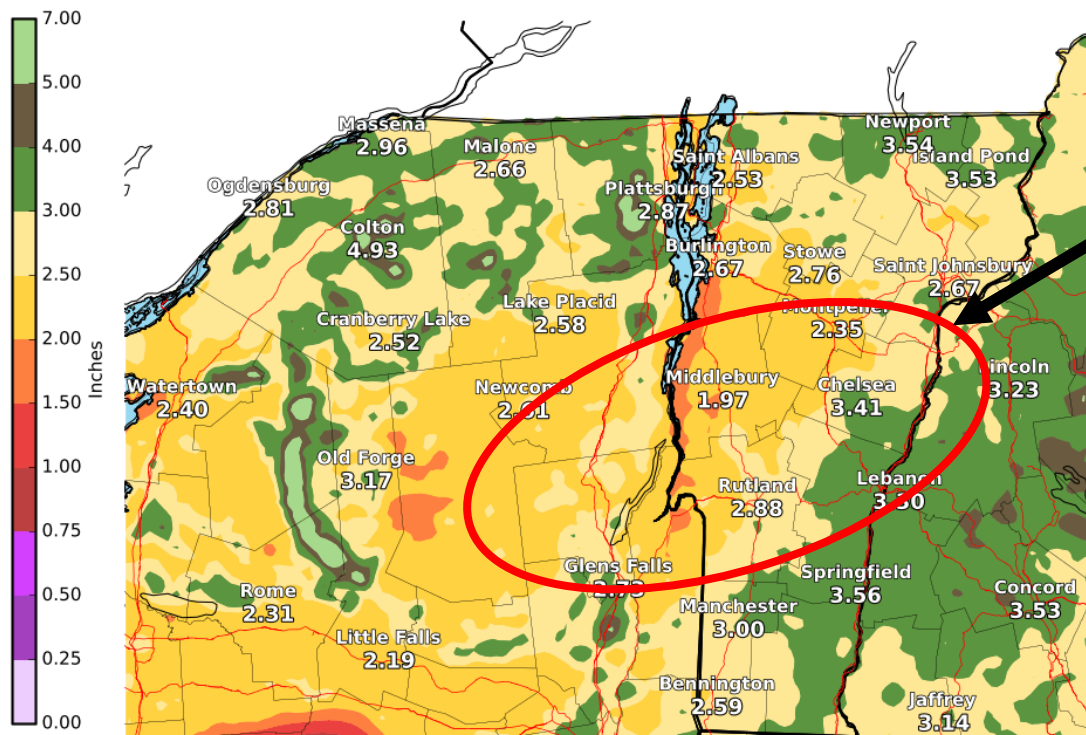 7.00
5.00
4.00
3.00
2.50
2.00
1.50
1.00
0.75
0.50
0.25
0.00
Inches
Massena
2.96
Malone
2.66
Newport
3.54
Island Pond
3.53
Saint Albans
2.53
Ogdensburg
2.81
Plattsburgh
2.87
Colton
4.93
Burlington
2.67
Stowe
2.76
Saint Johnsbury
2.67
Lake Placid
2.58
Montpelier
2.35
Cranberry Lake
2.52
Watertown
2.40
Newcomb
2.61
Middlebury
1.97
Chelsea
3.41
Lincoln
3.23
Old Forge
3.17
Rutland
2.88
Lebanon
3.30
Glens Falls
2.73
Springfield
3.56
Concord
3.53
Rome
2.31
Manchester
3.00
Little Falls
2.19
Bennington
2.59
Jaffrey
3.14